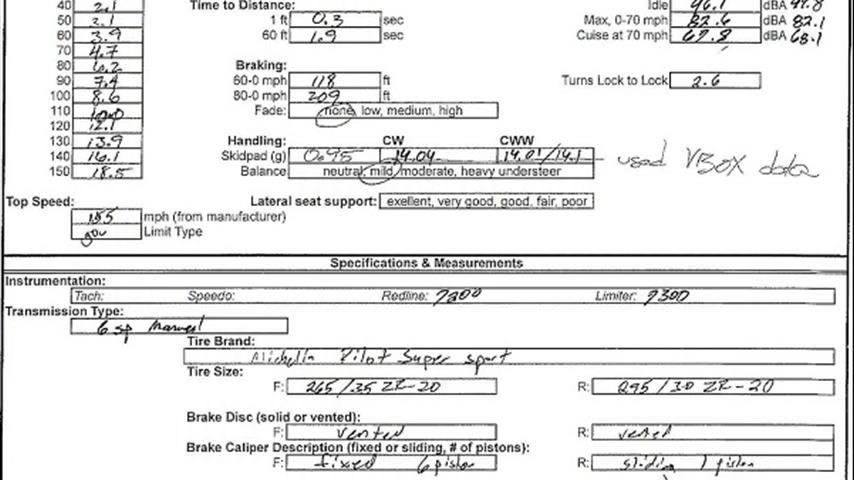 40 2.1 Time to Distance: Idle 46.1 dBA
50 1 ft 0.3 sec Max, 0-70 mph 82.6 dBA 82.1
60 3.9 60 ft 1.9 sec Cuise at 70 mph 67.8 dBA 68.1
70 4.7
80 6.2 Braking:
90 7.4 60-0 mph 118 ft Turns Lock to Lock 2.6
100 8.6 80-0 mph 209 ft
110 Fade: none, low, medium, high
120 12.1
130 13.9 Handling: CW CWW
140 16.1 Skidpad (g) 0.95 14.04 14.01/14.1 used VBOX data
150 18.5 Balance neutral, mild, moderate, heavy understeer
Top Speed: Lateral seat support: exellent, very good, good, fair, poor
155 mph (from manufacturer)
gov Limit Type
Specifications & Measurements
Instrumentation:
Tach: Speedo: Redline: 7200 Limiter: 7300
Transmission Type:
6 sp manual
Tire Brand:
Michelin Pilot Super sport
Tire Size:
F: 265/35 ZR-20 R: 295/30 ZR-20
Brake Disc (solid or vented):
F: vented R: vented
Brake Caliper Description (fixed or sliding, # of pistons):
F: fixed 6 piston R: sliding 1 piston